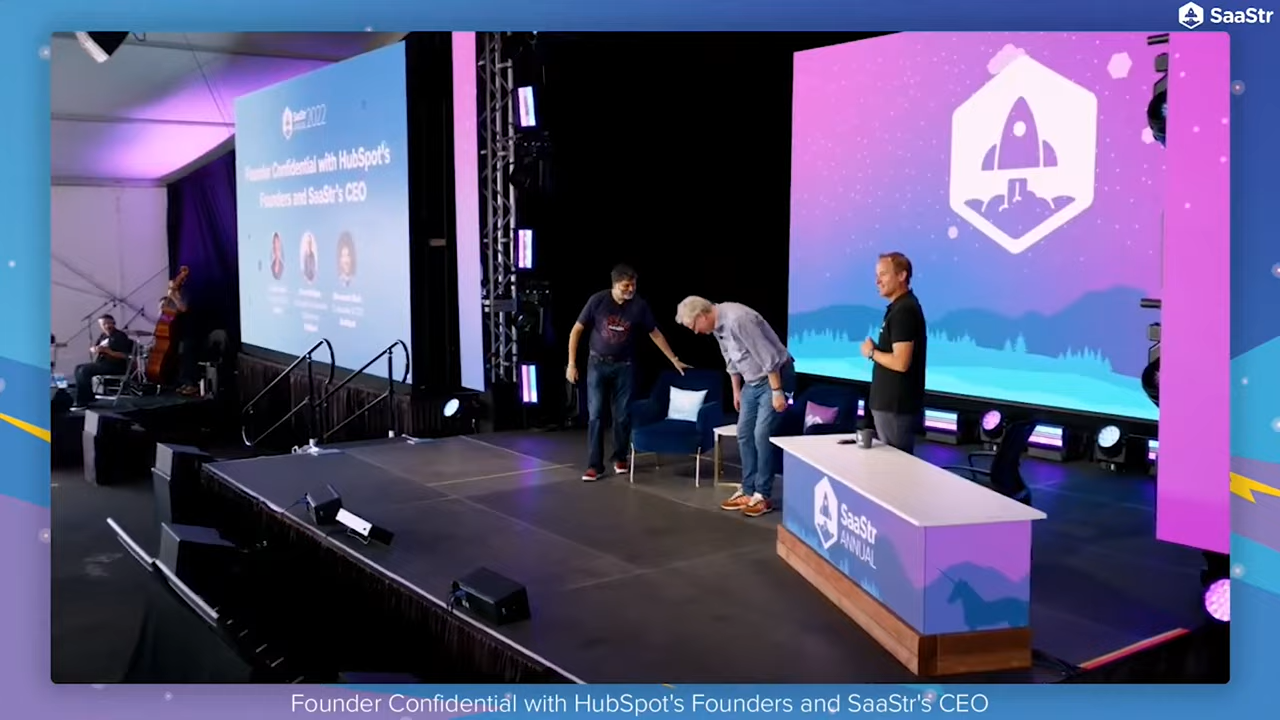 SaaStr
SaaStr
ANNUAL 2022
Founder Confidential with HubSpot's
Founders and SaaStr's CEO
SaaStr
ANNUAL
Founder Confidential with HubSpot's Founders and SaaStr's CEO